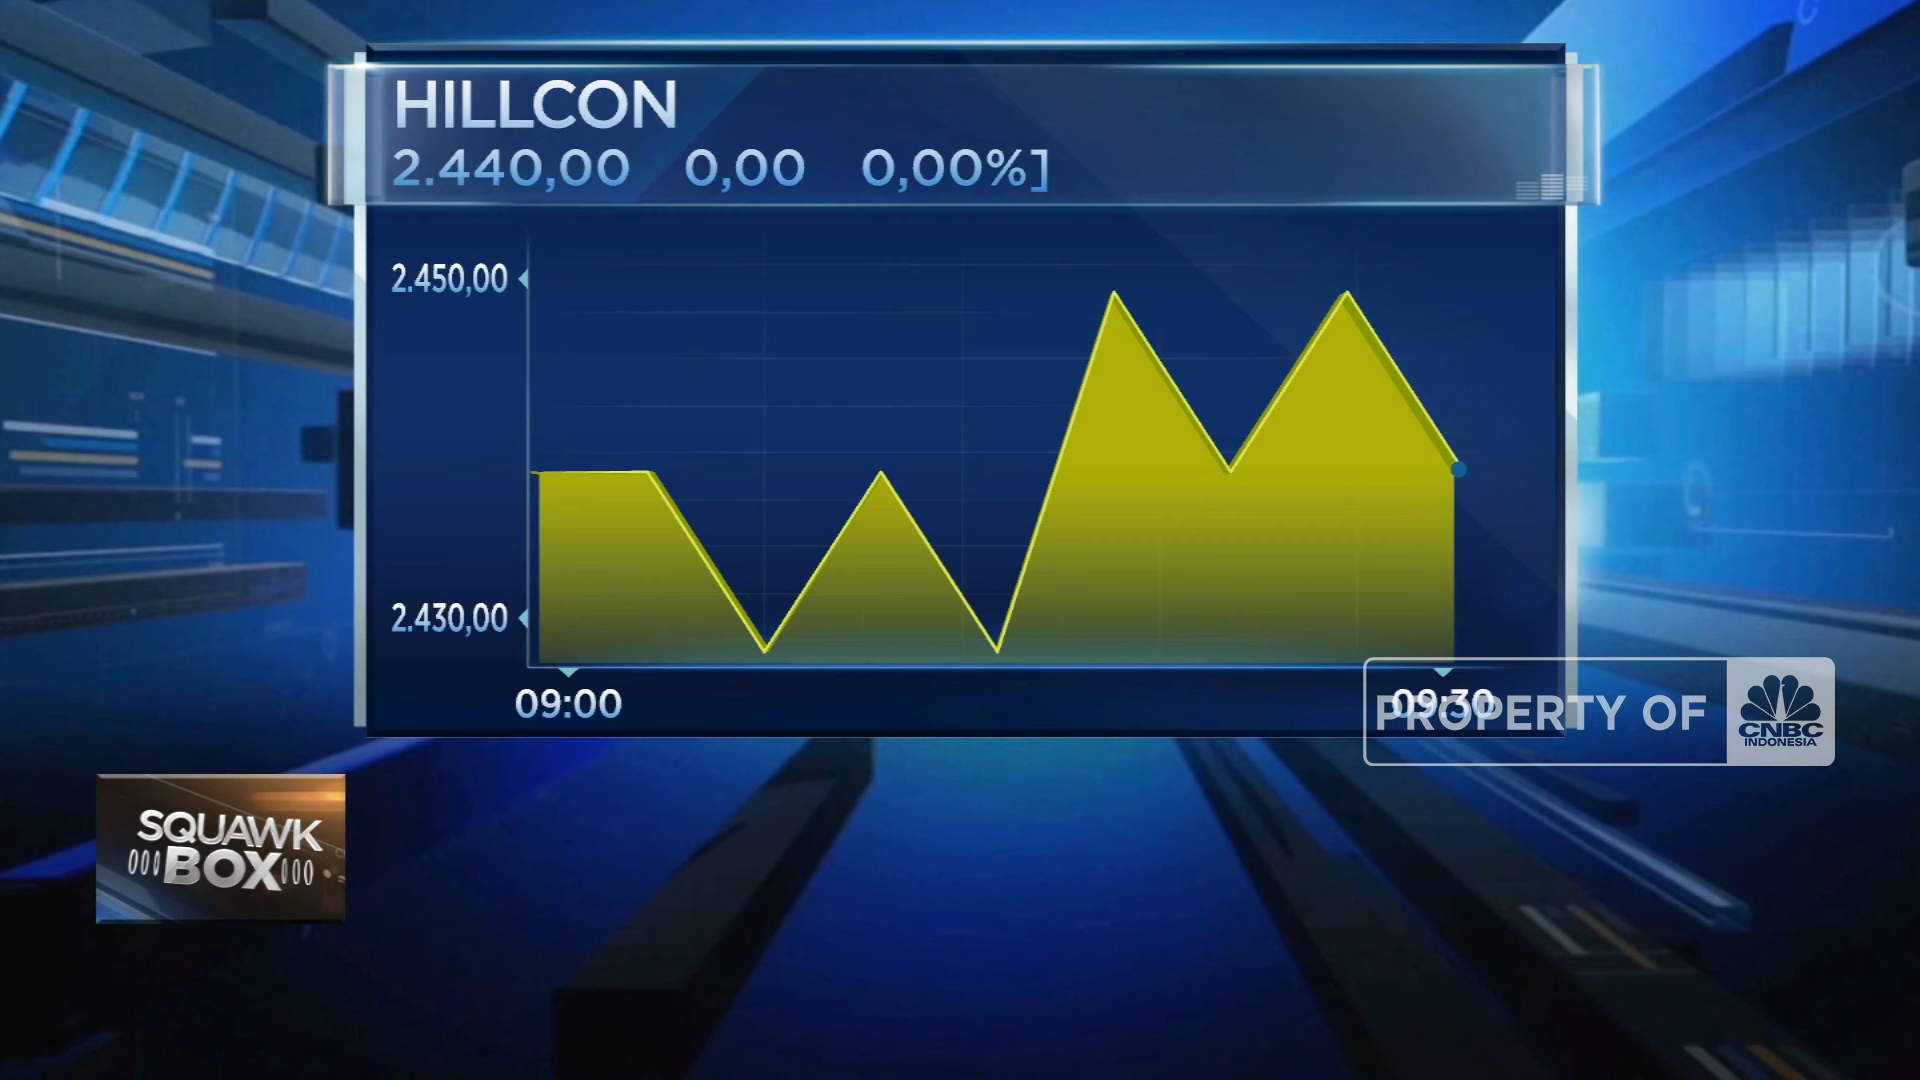 HILLCON
2.440,00 0,00 0,00%]
2.450,00
2.430,00
09:00
09:30
PROPERTY OF
CNBC
INDONESIA
SQUAWK
BOX